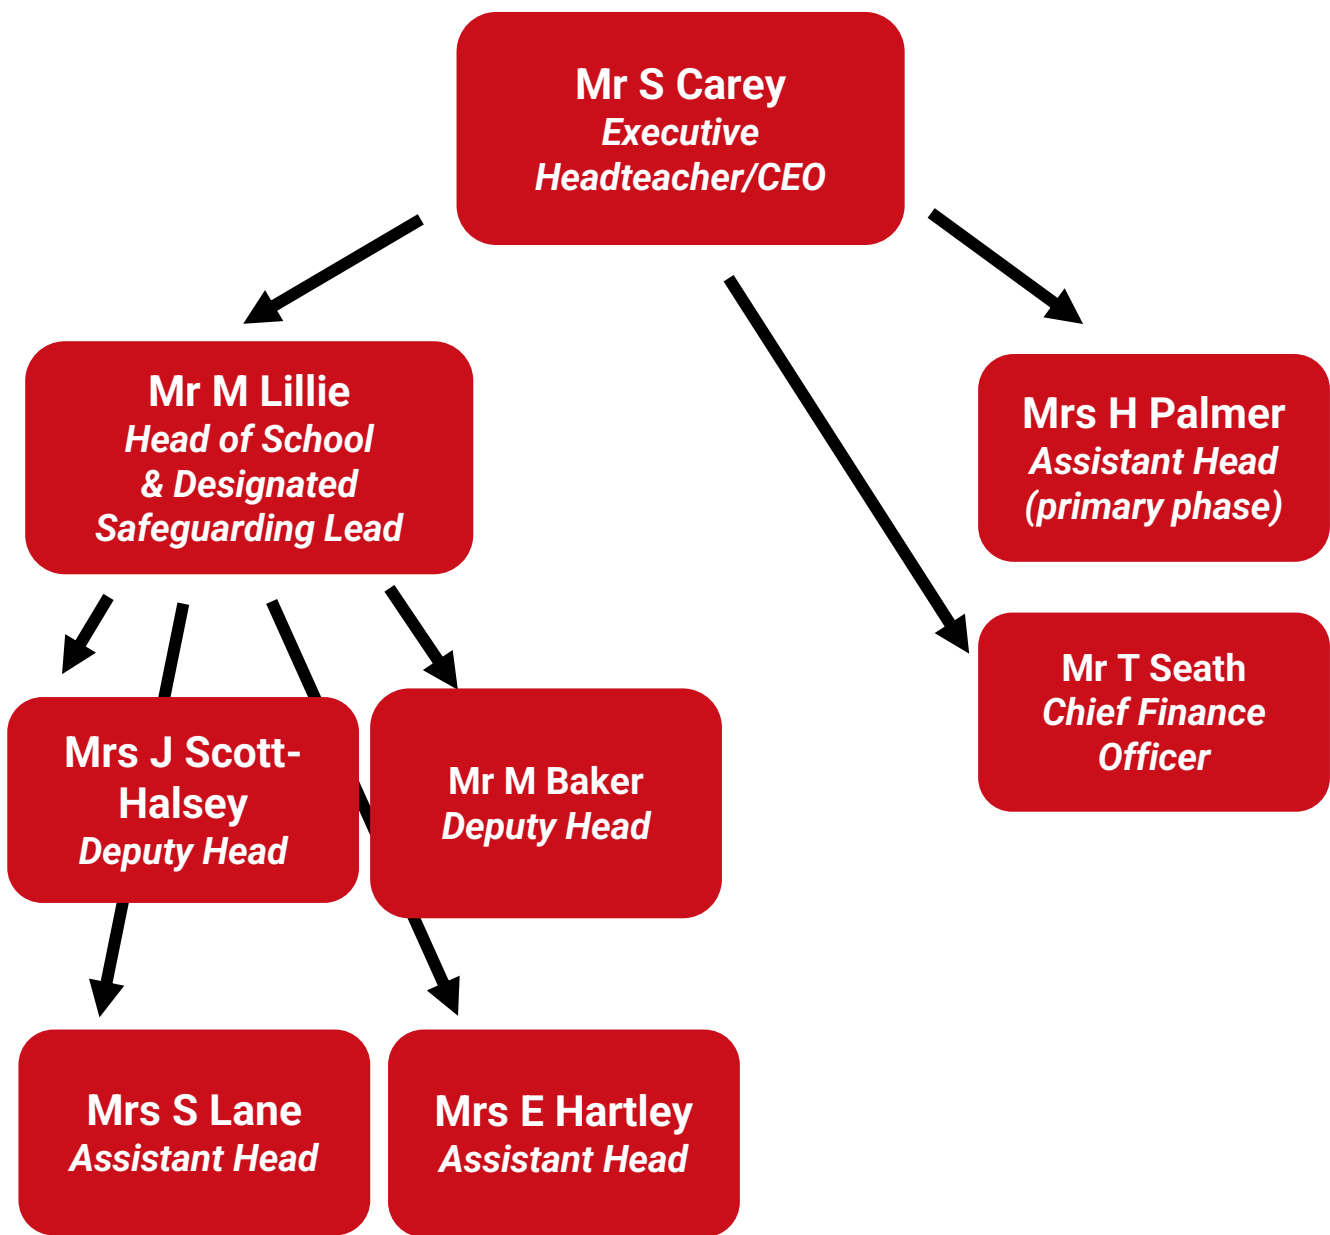 Mr S Carey
Executive
Headteacher/CEO
Mr M Lillie
Head of School
& Designated
Safeguarding Lead
Mrs H Palmer
Assistant Head
(primary phase)
Mr T Seath
Chief Finance
Officer
Mrs J Scott-
Halsey
Deputy Head
Mr M Baker
Deputy Head
Mrs S Lane
Assistant Head
Mrs E Hartley
Assistant Head